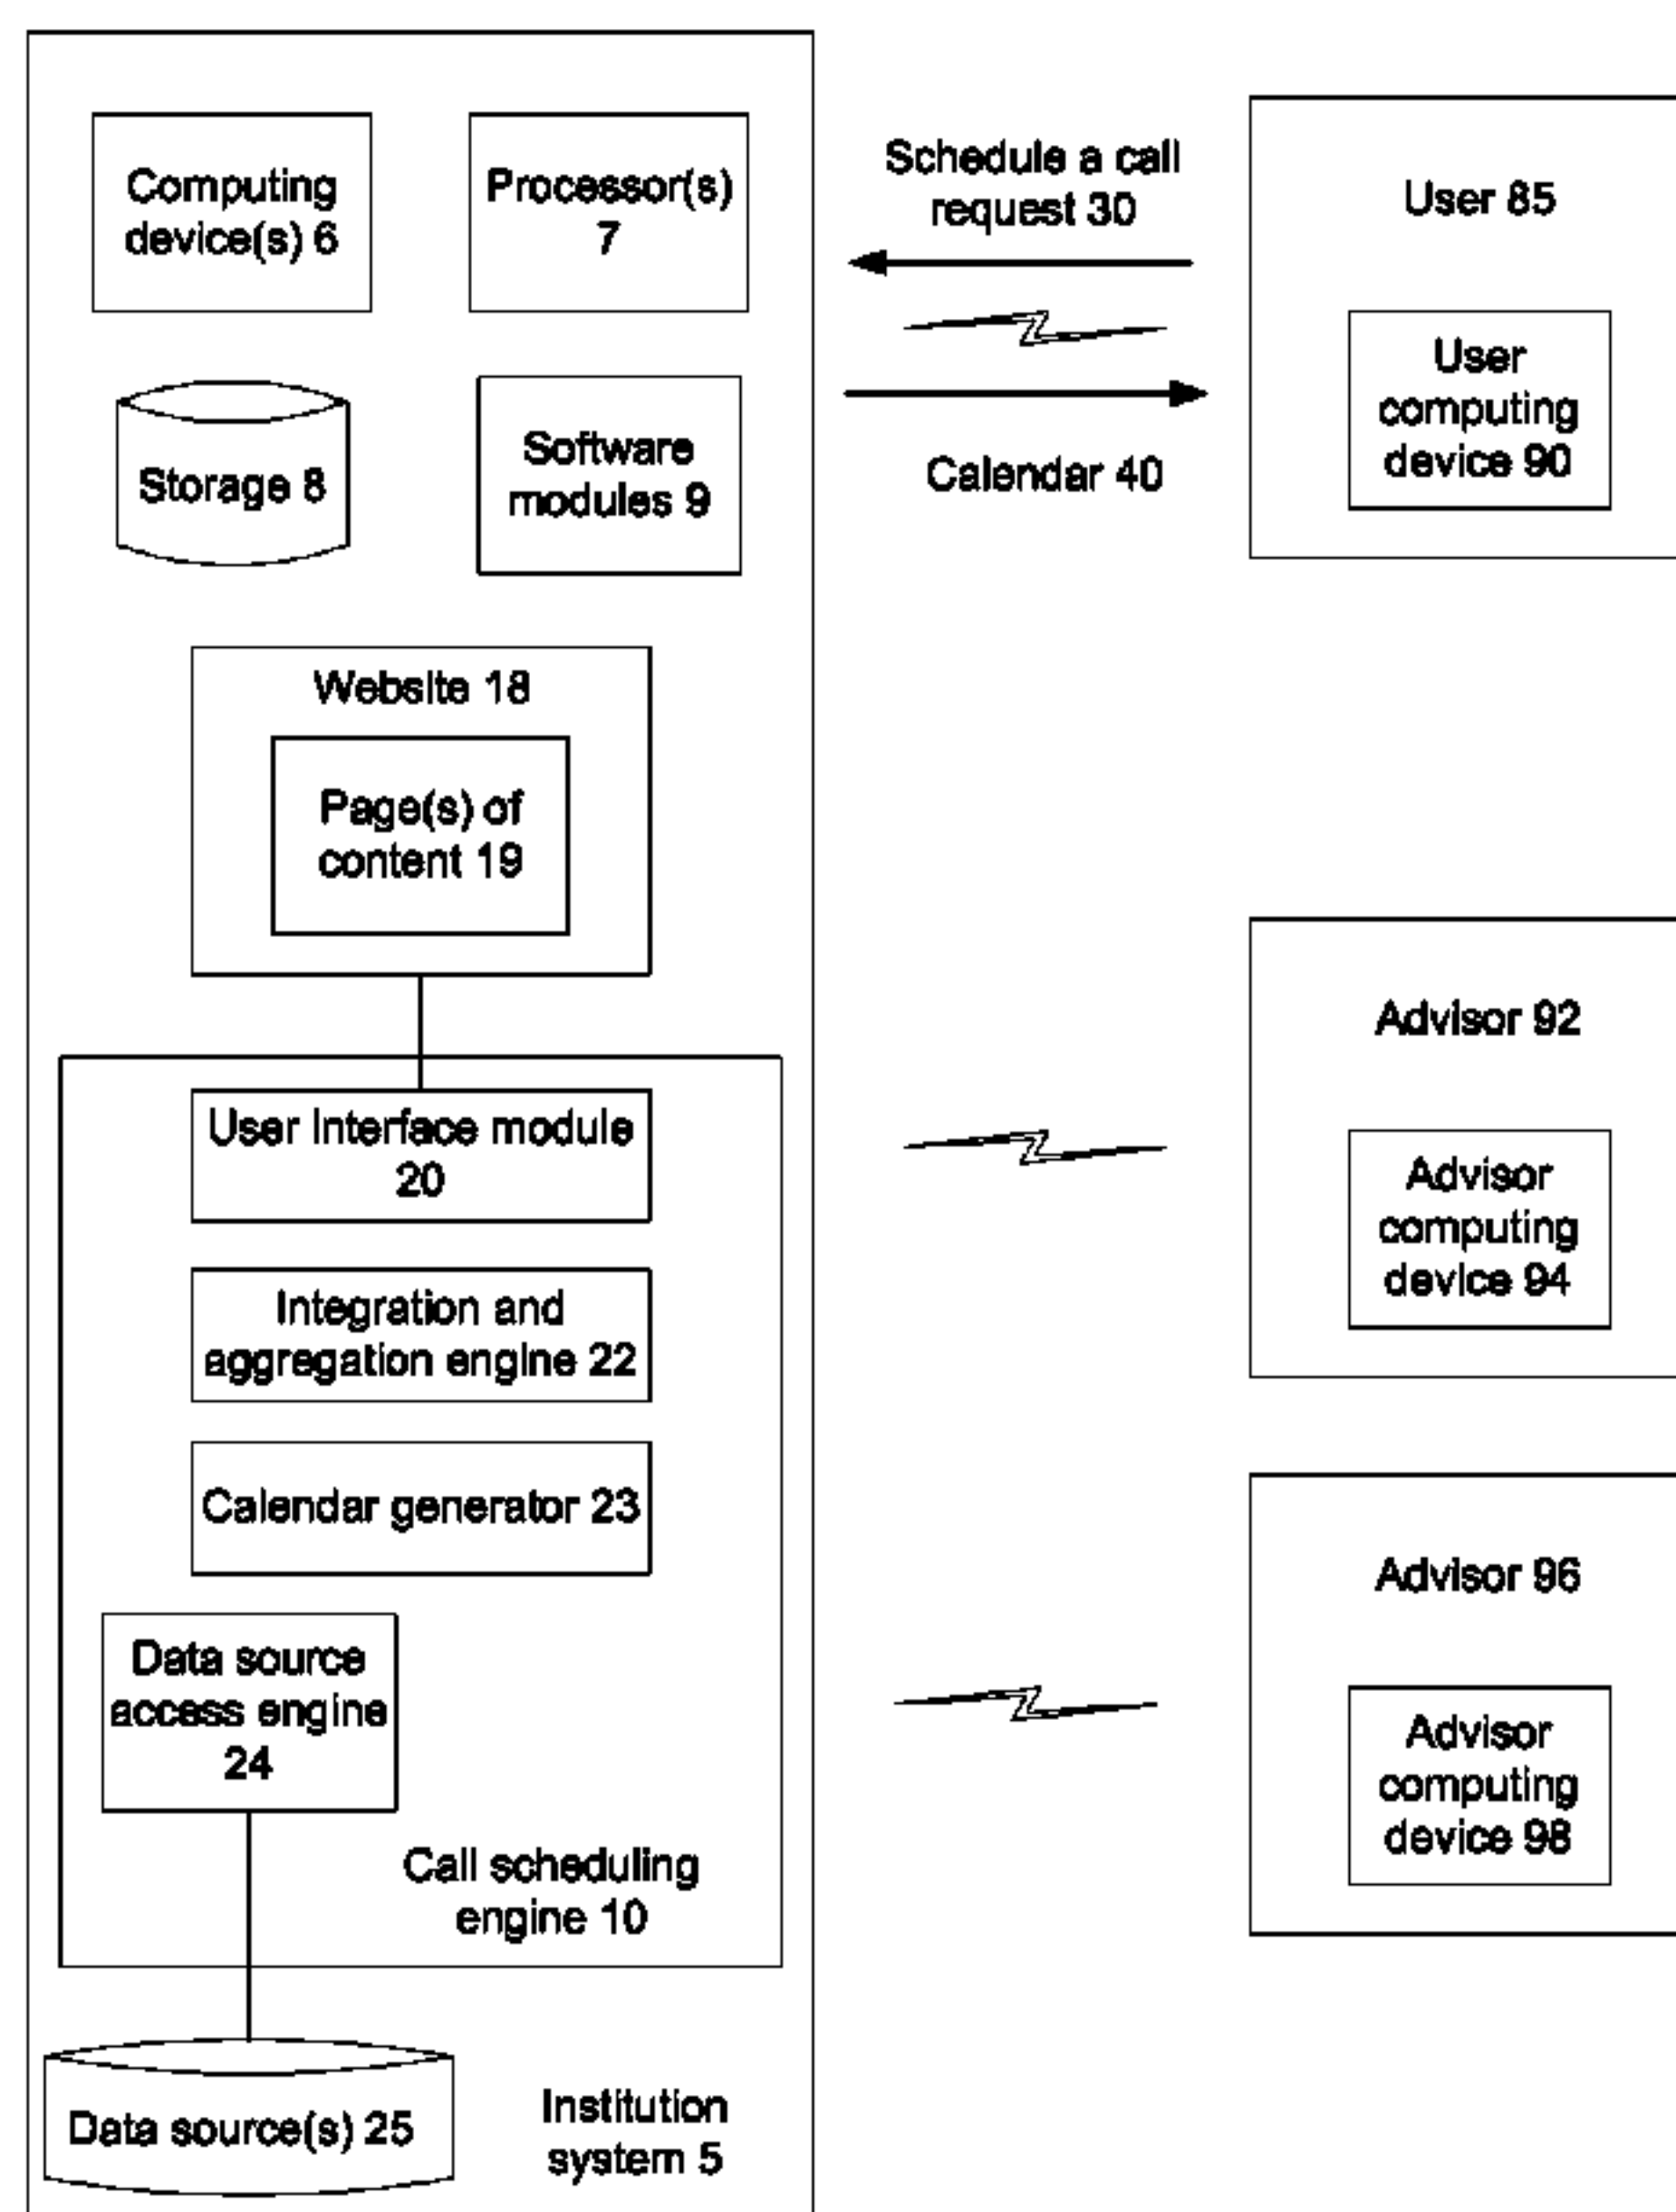 Computing
device(s) 6
Processor(s)
7
Storage 8
Software
modules 9
Schedule a call
request 30
Calendar 40
User 85
User
computing
device 90
Website 18
Page(s) of
content 19
User interface module
20
Integration and
aggregation engine 22
Calendar generator 23
Data source
access engine
24
Call scheduling
engine 10
Data source(s) 25
Institution
system 5
Advisor 92
Advisor
computing
device 94
Advisor 96
Advisor
computing
device 98